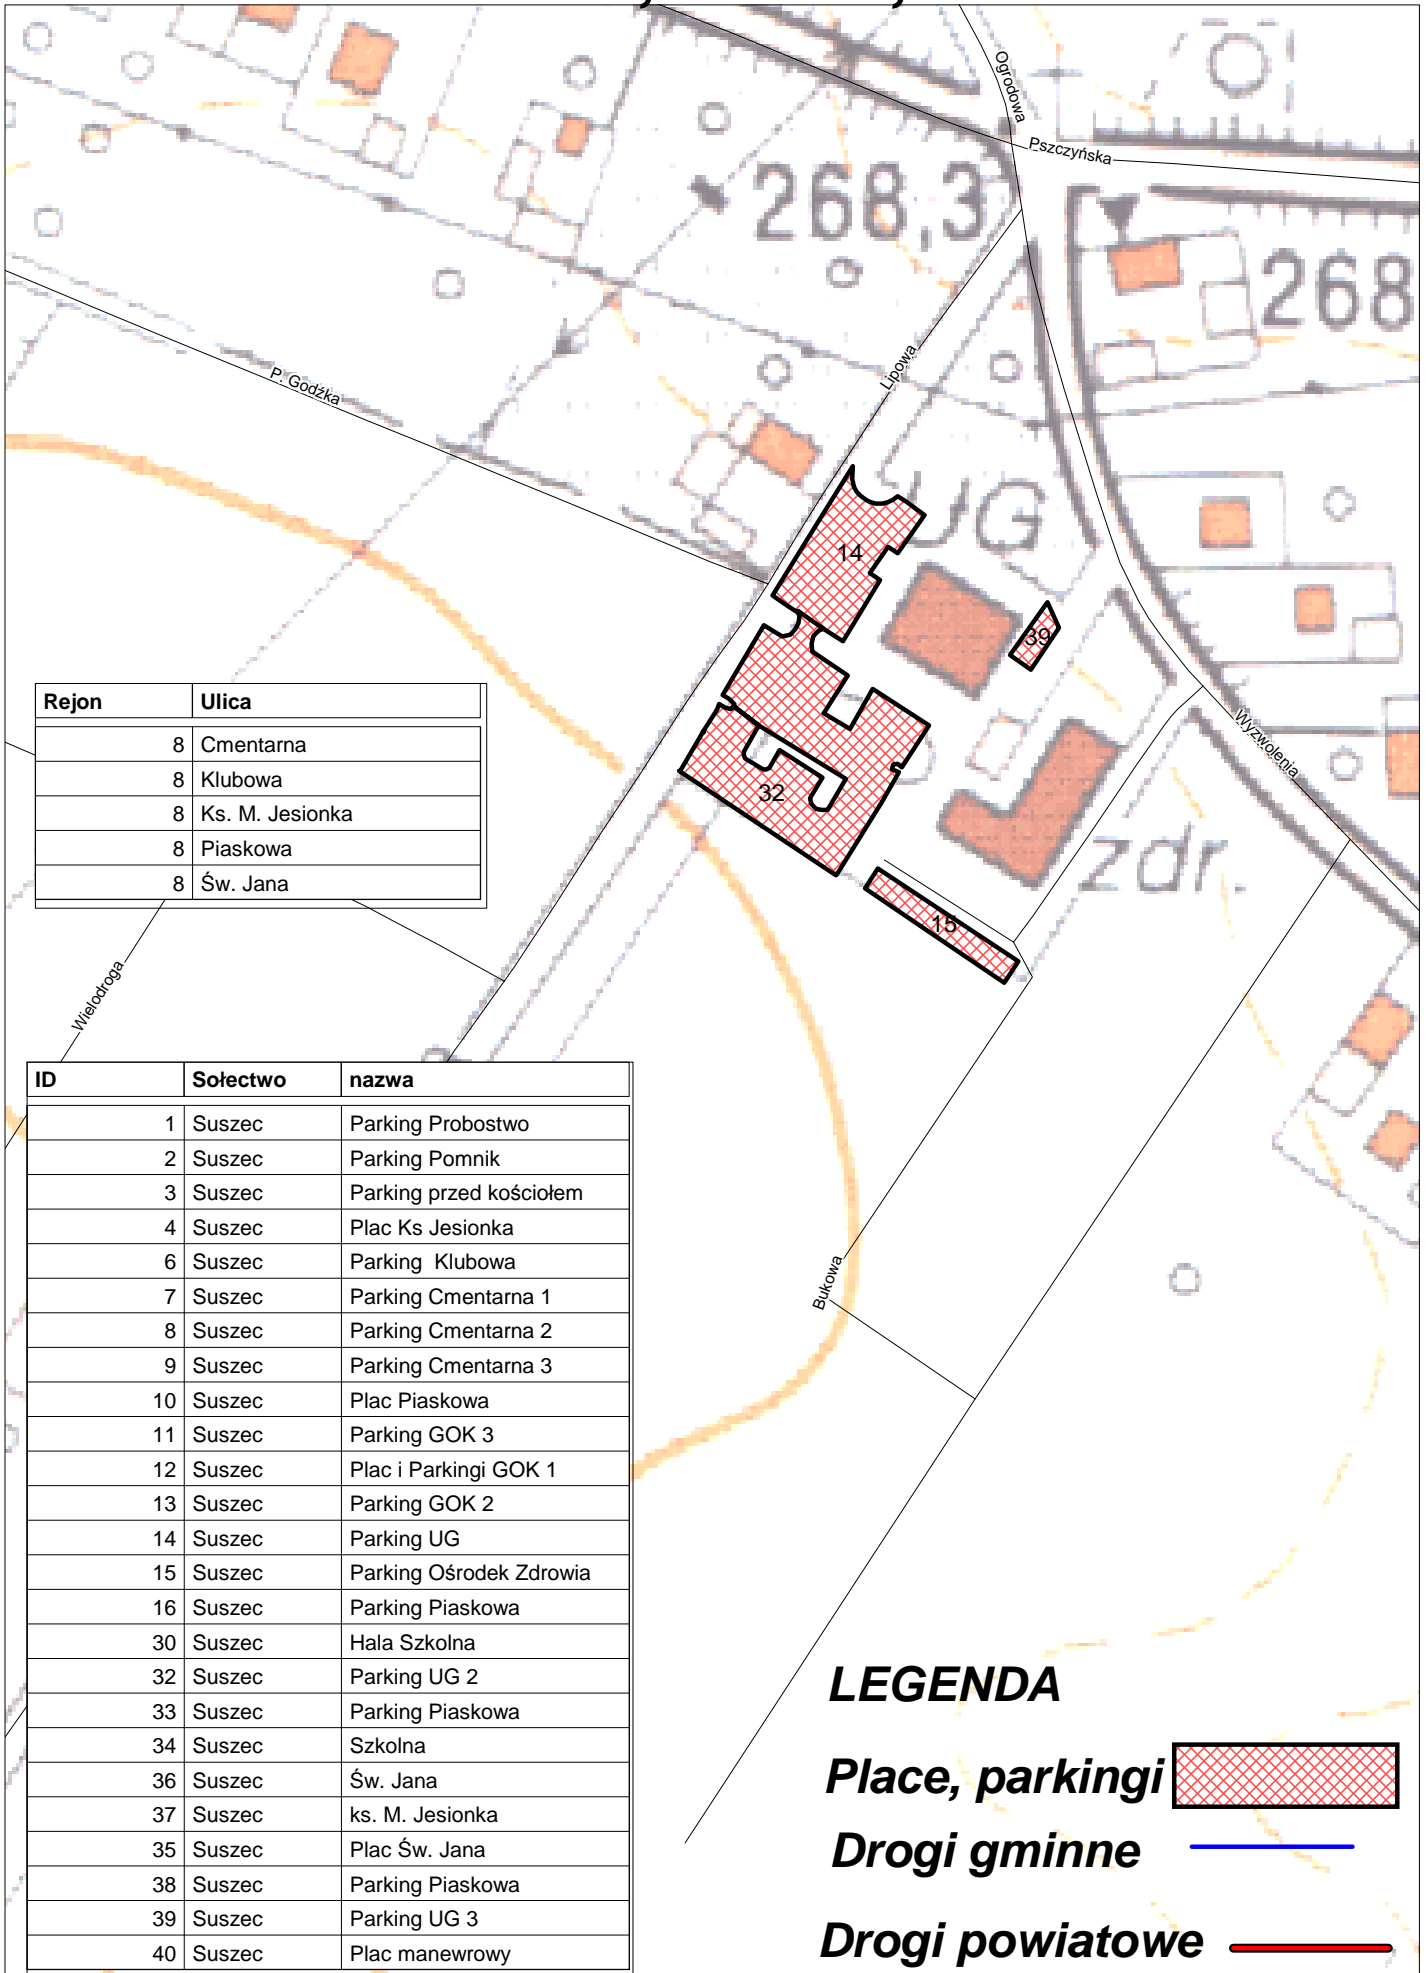 Ogrodowa
Pszczyńska
268,3
268
Lipowa
P. Godźka
UG
14
39
Rejon Ulica
8 Cmentarna
8 Klubowa
8 Ks. M. Jesionka
8 Piaskowa
8 Św. Jana
Wyzwolenia
32
zdr.
15
Wielodroga
Bukowa
ID Sołectwo nazwa
1 Suszec Parking Probostwo
2 Suszec Parking Pomnik
3 Suszec Parking przed kościołem
4 Suszec Plac Ks Jesionka
6 Suszec Parking Klubowa
7 Suszec Parking Cmentarna 1
8 Suszec Parking Cmentarna 2
9 Suszec Parking Cmentarna 3
10 Suszec Plac Piaskowa
11 Suszec Parking GOK 3
12 Suszec Plac i Parkingi GOK 1
13 Suszec Parking GOK 2
14 Suszec Parking UG
15 Suszec Parking Ośrodek Zdrowia
16 Suszec Parking Piaskowa
30 Suszec Hala Szkolna
32 Suszec Parking UG 2
33 Suszec Parking Piaskowa
34 Suszec Szkolna
36 Suszec Św. Jana
37 Suszec ks. M. Jesionka
35 Suszec Plac Św. Jana
38 Suszec Parking Piaskowa
39 Suszec Parking UG 3
40 Suszec Plac manewrowy
LEGENDA
Place, parkingi
Drogi gminne
Drogi powiatowe